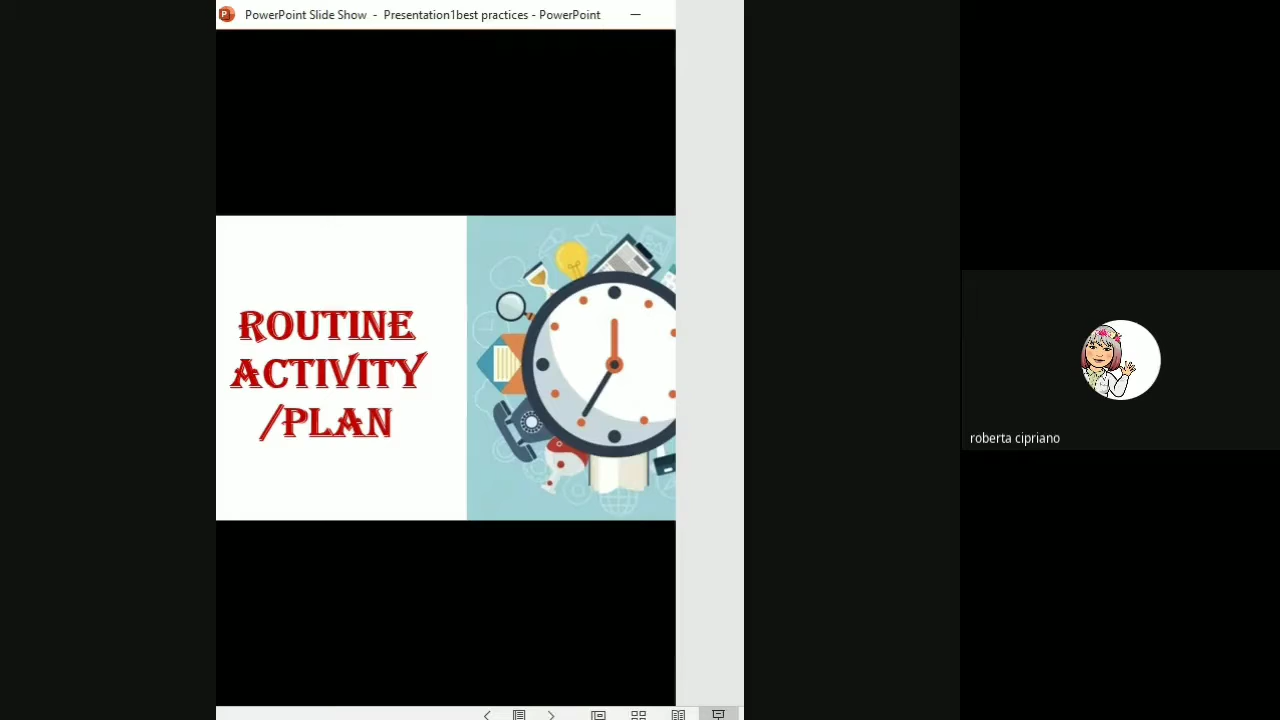 PowerPoint Slide Show - Presentation1best practices - PowerPoint
ROUTINE
ACTIVITY
/PLAN
roberta cipriano